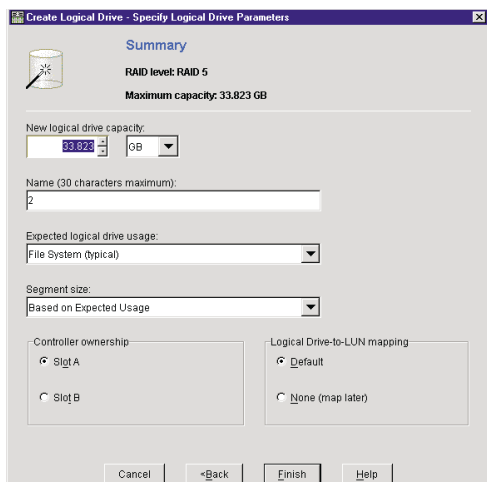 Create Logical Drive - Specify Logical Drive Parameters
Summary
RAID level: RAID 5
Maximum capacity: 33.823 GB
New logical drive capacity:
33.823 GB
Name (30 characters maximum):
2
Expected logical drive usage:
File System (typical)
Segment size:
Based on Expected Usage
Controller ownership
Slot A
Slot B
Logical Drive-to-LUN mapping
Default
None (map later)
Cancel <Back Finish Help